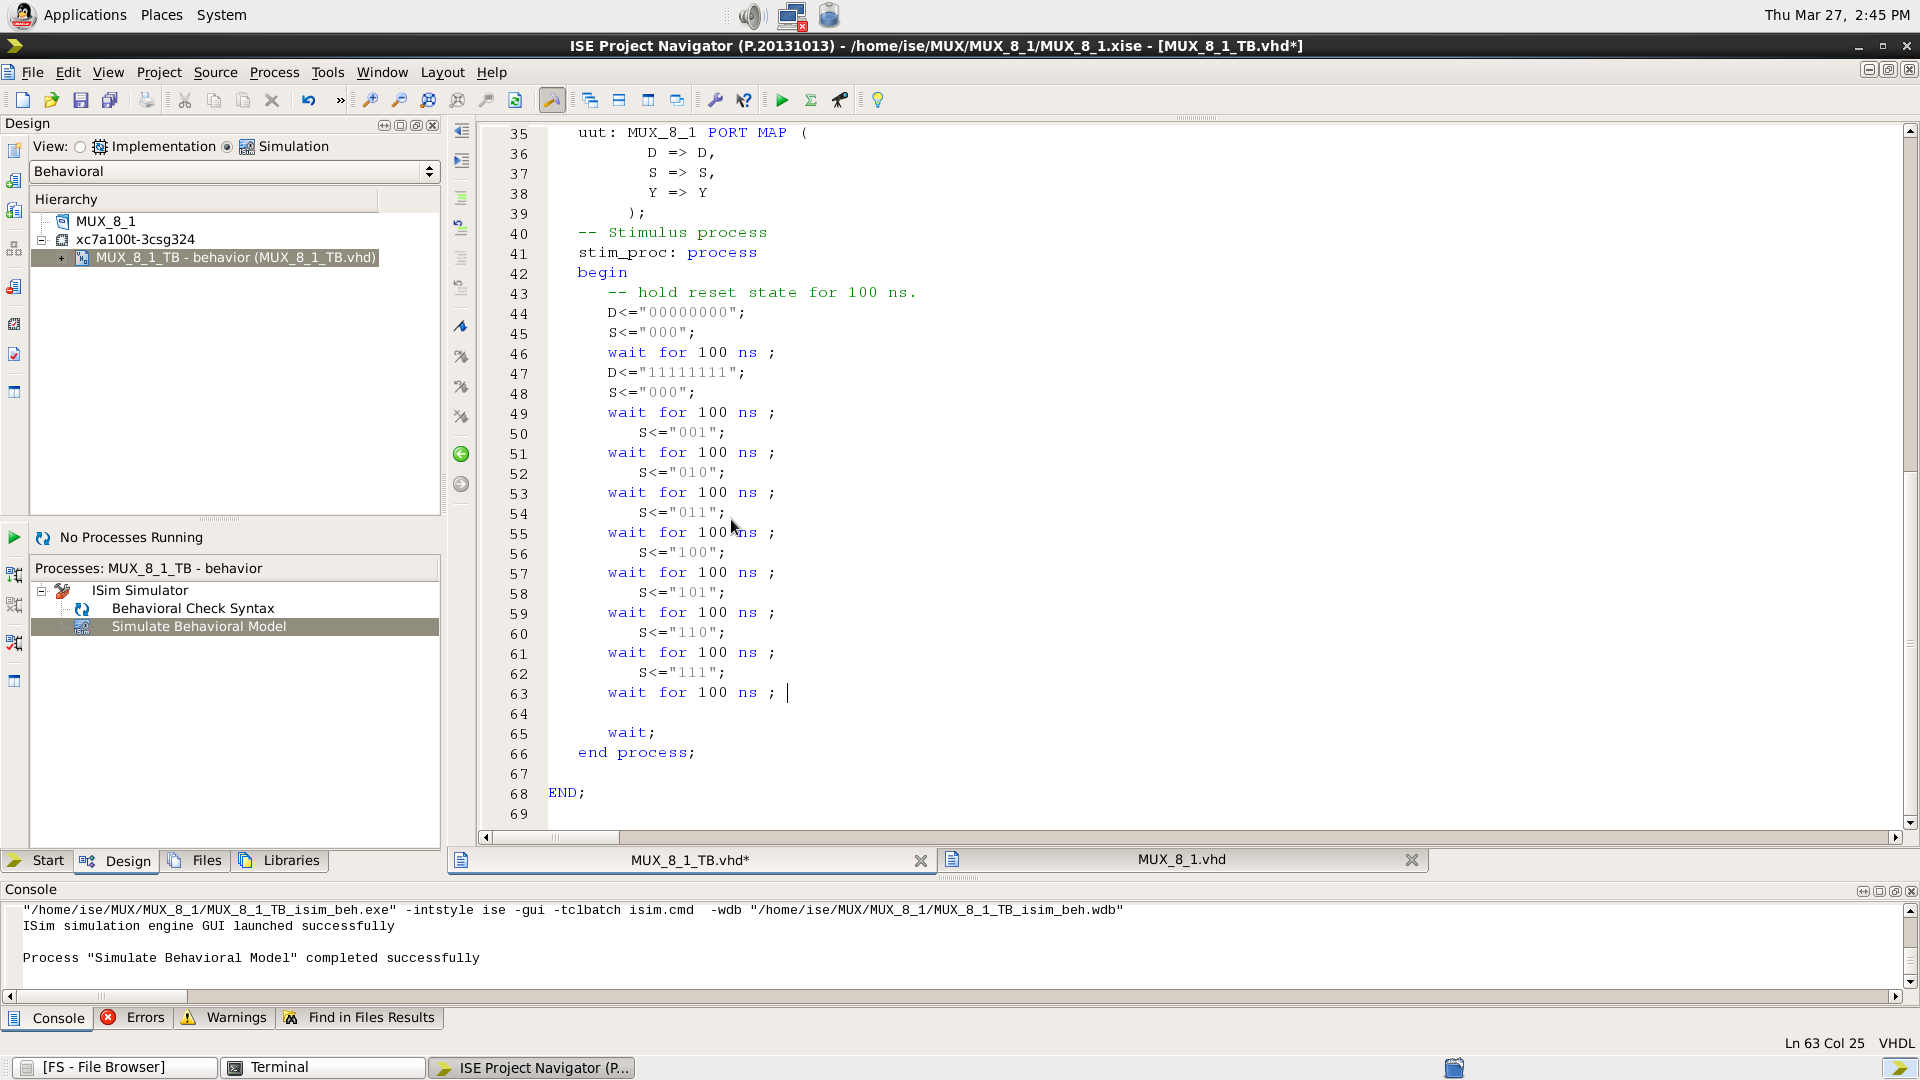 Applications Places System
Thu Mar 27, 2:45 PM
ISE Project Navigator (P.20131013) - /home/ise/MUX/MUX_8_1/MUX_8_1.xise - [MUX_8_1_TB.vhd*]
File Edit View Project Source Process Tools Window Layout Help
Design
View: Implementation Simulation
Behavioral
Hierarchy
MUX_8_1
xc7a100t-3csg324
MUX_8_1_TB - behavior (MUX_8_1_TB.vhd)
No Processes Running
Processes: MUX_8_1_TB - behavior
ISim Simulator
Behavioral Check Syntax
Simulate Behavioral Model
Start Design Files Libraries
35 uut: MUX_8_1 PORT MAP (
36 D => D,
37 S => S,
38 Y => Y
39 );
40 -- Stimulus process
41 stim_proc: process
42 begin
43 -- hold reset state for 100 ns.
44 D<="00000000";
45 S<="000";
46 wait for 100 ns ;
47 D<="11111111";
48 S<="000";
49 wait for 100 ns ;
50 S<="001";
51 wait for 100 ns ;
52 S<="010";
53 wait for 100 ns ;
54 S<="011";
55 wait for 100 ns ;
56 S<="100";
57 wait for 100 ns ;
58 S<="101";
59 wait for 100 ns ;
60 S<="110";
61 wait for 100 ns ;
62 S<="111";
63 wait for 100 ns ;
64
65 wait;
66 end process;
67
68 END;
69
MUX_8_1_TB.vhd* MUX_8_1.vhd
Console
"/home/ise/MUX/MUX_8_1/MUX_8_1_TB_isim_beh.exe" -intstyle ise -gui -tclbatch isim.cmd -wdb "/home/ise/MUX/MUX_8_1/MUX_8_1_TB_isim_beh.wdb"
ISim simulation engine GUI launched successfully
Process "Simulate Behavioral Model" completed successfully
Console Errors Warnings Find in Files Results
Ln 63 Col 25 VHDL
[FS - File Browser] Terminal ISE Project Navigator (P...